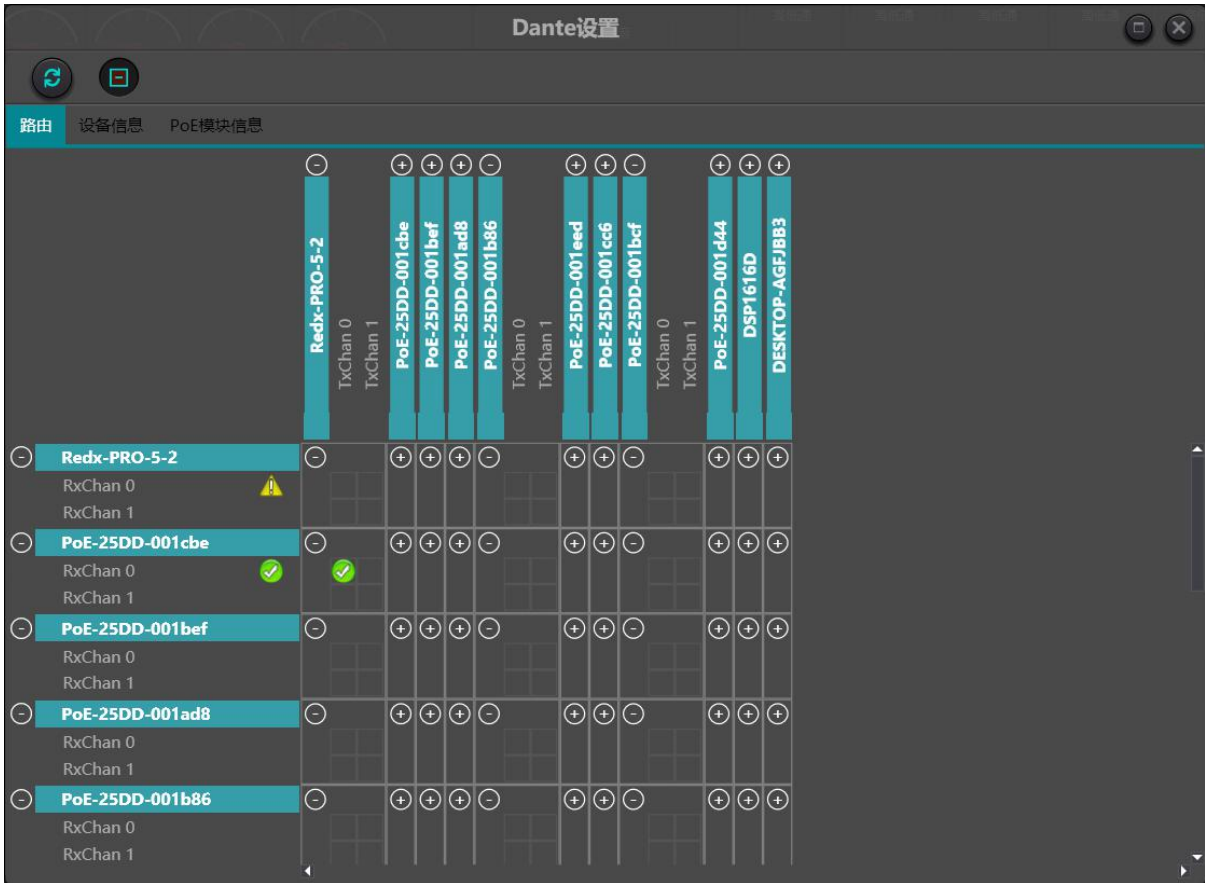 Dante设置
路由 设备信息 PoE模块信息
Redx-PRO-5-2
TxChan 0
TxChan 1
PoE-25DD-001cbe
PoE-25DD-001bef
PoE-25DD-001ad8
PoE-25DD-001b86
TxChan 0
TxChan 1
PoE-25DD-001eed
PoE-25DD-001cc6
PoE-25DD-001bcf
TxChan 0
TxChan 1
PoE-25DD-001d44
DSP1616D
DESKTOP-AGFJBB3
Redx-PRO-5-2
RxChan 0
RxChan 1
PoE-25DD-001cbe
RxChan 0
RxChan 1
PoE-25DD-001bef
RxChan 0
RxChan 1
PoE-25DD-001ad8
RxChan 0
RxChan 1
PoE-25DD-001b86
RxChan 0
RxChan 1